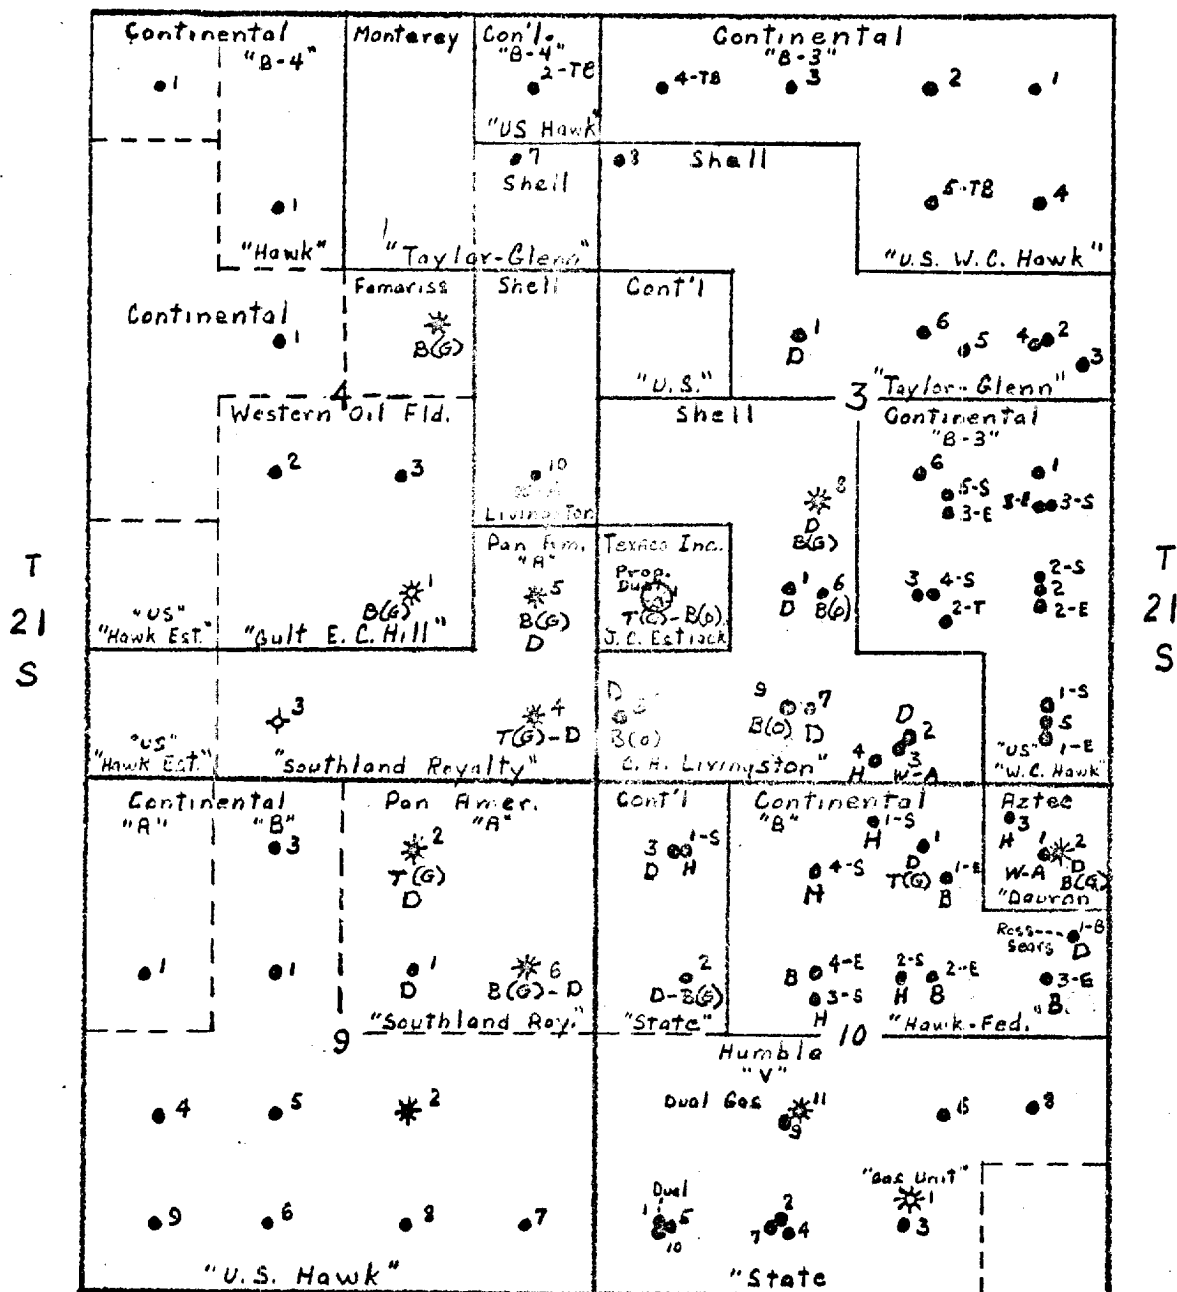 Continental
"B-4"
1
1
"Hawk"
Monterey
Con'l.
"B-4"
2-TB
"US Hawk"
7
Shell
"Taylor-Glenn"
Continental
"B-3"
4-TB
3
2
1
Shell
5-TB
4
"U.S. W.C. Hawk"
Continental
1
Famariss
B(G)
4
Shell
10
Livingston
Cont'l
"U.S."
1
D
6
5
4
2
3
"Taylor-Glenn"
3
Western Oil Fld.
2
3
1
B(G)
"Gulf E. C. Hill"
"US"
"Hawk Est."
Pan Am.
"A"
5
B(G)
D
Shell
8
D
B(G)
1
D
6
B(O)
Texaco Inc.
Prop.
Dual
T(G)-B(O)
Continental
"B-3"
6
5-S
3-E
1
3-S
3
4-S
2-T
2-S
2
2-E
1-S
5
1-E
"US"
"W.C. Hawk"
T
21
S
T
21
S
3
"US"
"Hawk Est."
"Southland Royalty"
4
T(G)-D
D
B(O)
9
B(O)
7
D
D
2
4
H
3
W-A
C. H. Livingston"
Continental
"A"
"B"
3
1
1
Pan Amer.
"A"
2
T(G)
D
1
D
6
B(G)-D
"Southland Roy."
9
Cont'l
3
D
1-S
H
2
D-B(G)
"State"
Continental
"B"
1-S
H
1
D
T(G)
4-S
H
1-E
B
B
4-E
3-S
H
2-S
H
2-E
B
"Hawk-Fed."
10
Aztec
3
H
1
W-A
2
D
B(G)
"Dauron
Ross---
Sears
1-B
D
3-E
"B.
4
5
2
9
6
8
7
"U.S. Hawk"
Humble
"V"
Dual Gas
11
9
6
8
Dual
1
5
10
2
7
4
"Gas Unit"
1
3
"State